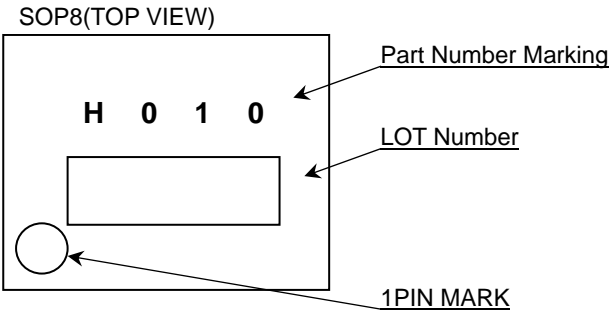 SOP8(TOP VIEW)
Part Number Marking
H 0 1 0
LOT Number
1PIN MARK